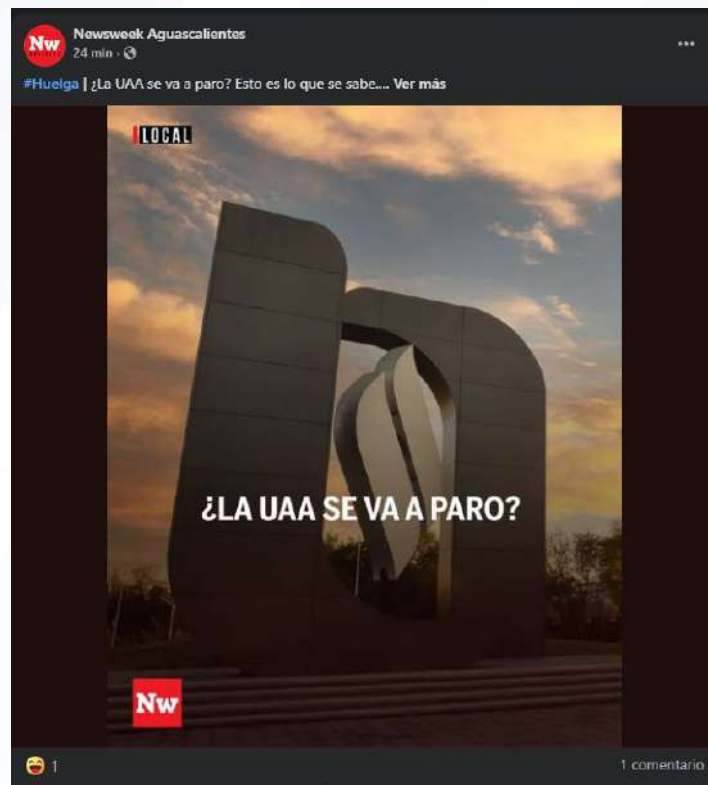 Nw
Newsweek Aguascalientes
24 min ·
#Huelga | ¿La UAA se va a paro? Esto es lo que se sabe.... Ver más
LOCAL
¿LA UAA SE VA A PARO?
Nw
1
1 comentario